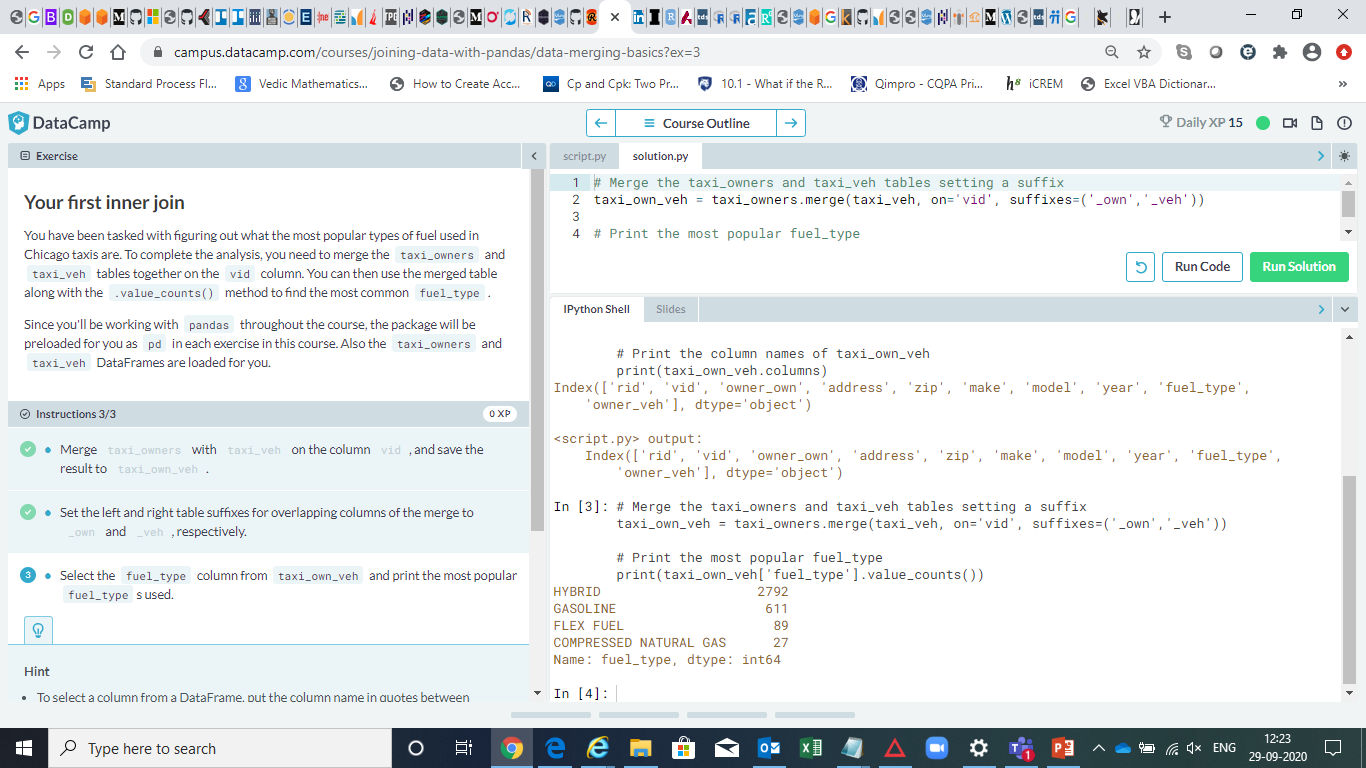 campus.datacamp.com/courses/joining-data-with-pandas/data-merging-basics?ex=3
Apps
Standard Process Fl...
Vedic Mathematics...
How to Create Acc...
Cp and Cpk: Two Pr...
10.1 - What if the R...
Qimpro - CQPA Pri...
iCREM
Excel VBA Dictionar...
DataCamp
Course Outline
Daily XP 15
Exercise
Your first inner join
You have been tasked with figuring out what the most popular types of fuel used in
Chicago taxis are. To complete the analysis, you need to merge the taxi_owners and
taxi_veh tables together on the vid column. You can then use the merged table
along with the .value_counts() method to find the most common fuel_type .
Since you'll be working with pandas throughout the course, the package will be
preloaded for you as pd in each exercise in this course. Also the taxi_owners and
taxi_veh DataFrames are loaded for you.
Instructions 3/3
0 XP
Merge taxi_owners with taxi_veh on the column vid , and save the
result to taxi_own_veh .
Set the left and right table suffixes for overlapping columns of the merge to
_own and _veh , respectively.
3
Select the fuel_type column from taxi_own_veh and print the most popular
fuel_type s used.
Hint
To select a column from a DataFrame, put the column name in quotes between
script.py
solution.py
1 # Merge the taxi_owners and taxi_veh tables setting a suffix
2 taxi_own_veh = taxi_owners.merge(taxi_veh, on='vid', suffixes=('_own','_veh'))
3
4 # Print the most popular fuel_type
Run Code
Run Solution
IPython Shell
Slides
# Print the column names of taxi_own_veh
print(taxi_own_veh.columns)
Index(['rid', 'vid', 'owner_own', 'address', 'zip', 'make', 'model', 'year', 'fuel_type',
'owner_veh'], dtype='object')
<script.py> output:
Index(['rid', 'vid', 'owner_own', 'address', 'zip', 'make', 'model', 'year', 'fuel_type',
'owner_veh'], dtype='object')
In [3]: # Merge the taxi_owners and taxi_veh tables setting a suffix
taxi_own_veh = taxi_owners.merge(taxi_veh, on='vid', suffixes=('_own','_veh'))
# Print the most popular fuel_type
print(taxi_own_veh['fuel_type'].value_counts())
HYBRID 2792
GASOLINE 611
FLEX FUEL 89
COMPRESSED NATURAL GAS 27
Name: fuel_type, dtype: int64
In [4]:
Type here to search
ENG
12:23
29-09-2020